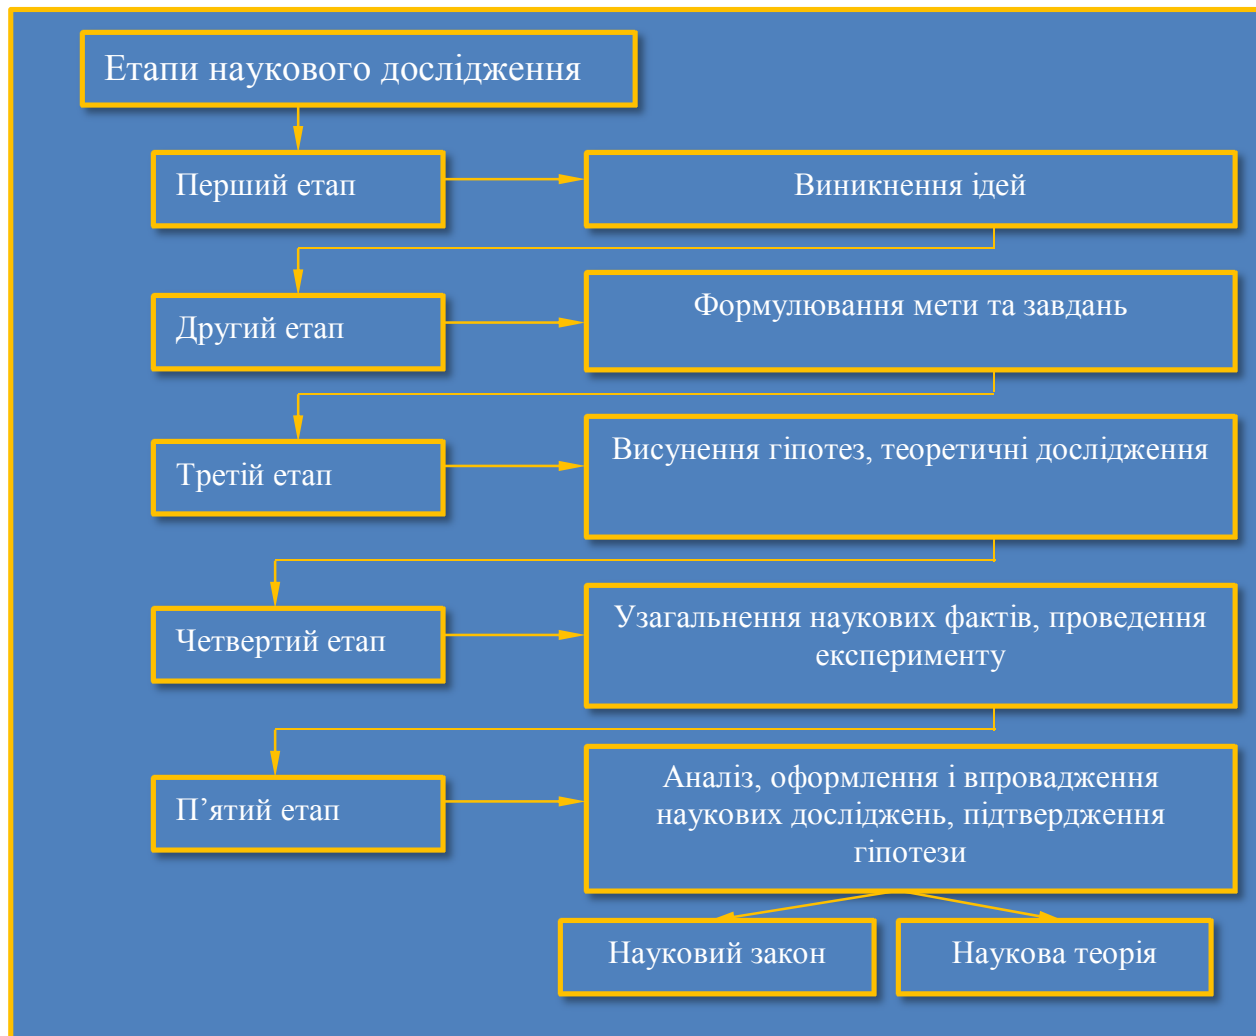 Етапи наукового дослідження
Перший етап
Виникнення ідей
Другий етап
Формулювання мети та завдань
Третій етап
Висунення гіпотез, теоретичні дослідження
Четвертий етап
Узагальнення наукових фактів, проведення
експерименту
П’ятий етап
Аналіз, оформлення і впровадження
наукових досліджень, підтвердження
гіпотези
Науковий закон
Наукова теорія